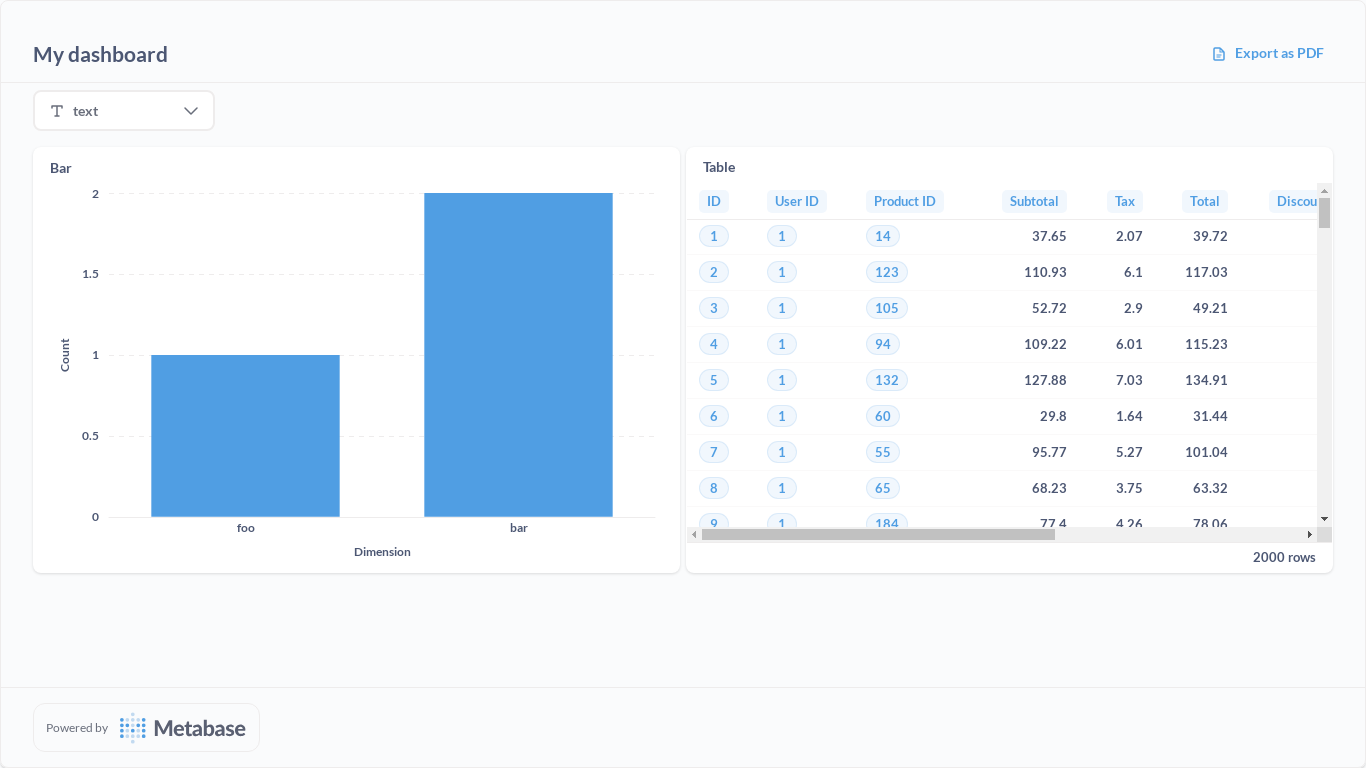 My dashboard
Export as PDF
text
Bar
2
1.5
1
0.5
0
Count
foo bar
Dimension
Table
ID User ID Product ID Subtotal Tax Total Discou
1 1 14 37.65 2.07 39.72
2 1 123 110.93 6.1 117.03
3 1 105 52.72 2.9 49.21
4 1 94 109.22 6.01 115.23
5 1 132 127.88 7.03 134.91
6 1 60 29.8 1.64 31.44
7 1 55 95.77 5.27 101.04
8 1 65 68.23 3.75 63.32
9 1 184 77.4 4.26 78.06
2000 rows
Powered by Metabase